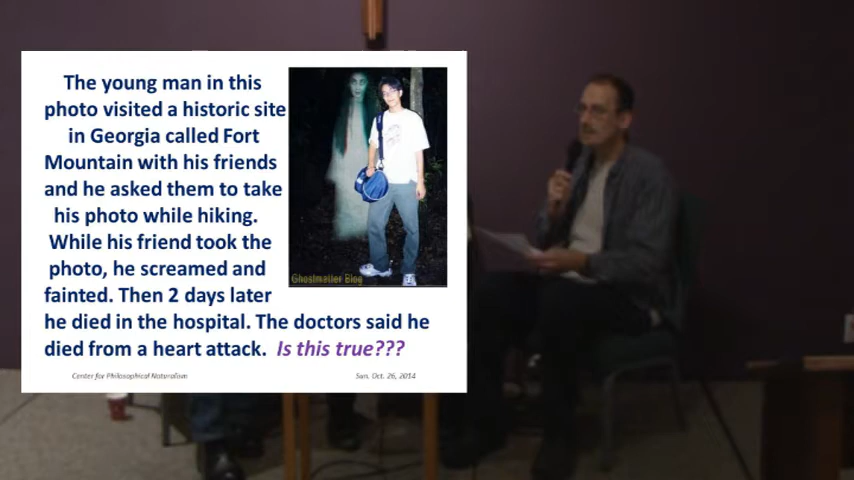 The young man in this
photo visited a historic site
in Georgia called Fort
Mountain with his friends
and he asked them to take
his photo while hiking.
While his friend took the
photo, he screamed and
fainted. Then 2 days later
he died in the hospital. The doctors said he
died from a heart attack. Is this true???
Ghostmatter Blog
Center for Philosophical Naturalism
Sun. Oct. 26, 2014